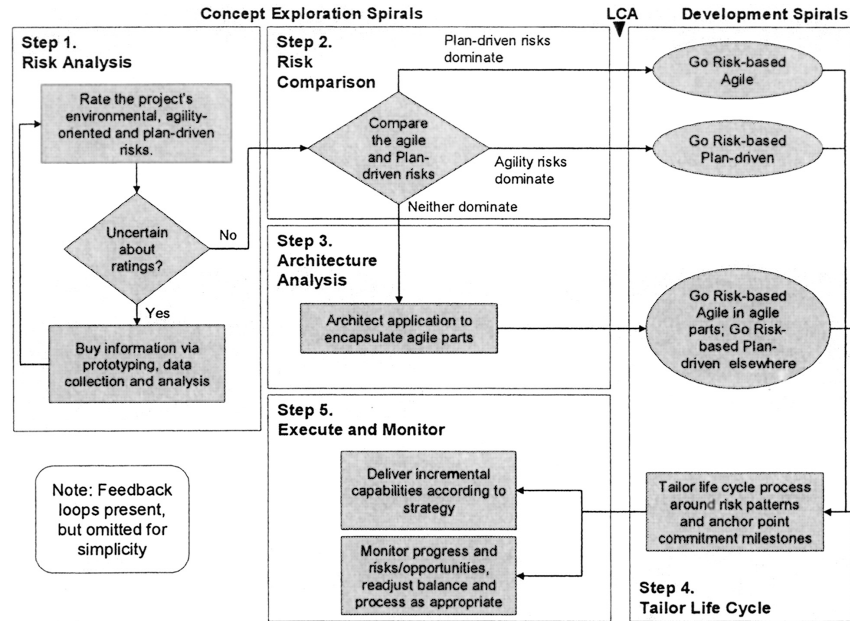 Concept Exploration Spirals
LCA
Development Spirals
Step 1.
Risk Analysis
Rate the project's
environmental, agility-
oriented and plan-driven
risks.
Uncertain
about
ratings?
No
Yes
Buy information via
prototyping, data
collection and analysis
Note: Feedback
loops present,
but omitted for
simplicity
Step 2.
Risk
Comparison
Plan-driven risks
dominate
Compare
the agile
and Plan-
driven risks
Agility risks
dominate
Neither dominate
Go Risk-based
Agile
Go Risk-based
Plan-driven
Step 3.
Architecture
Analysis
Architect application to
encapsulate agile parts
Go Risk-based
Agile in agile
parts; Go Risk-
based Plan-
driven elsewhere
Tailor life cycle process
around risk patterns
and anchor point
commitment milestones
Step 4.
Tailor Life Cycle
Step 5.
Execute and Monitor
Deliver incremental
capabilities according to
strategy
Monitor progress and
risks/opportunities,
readjust balance and
process as appropriate